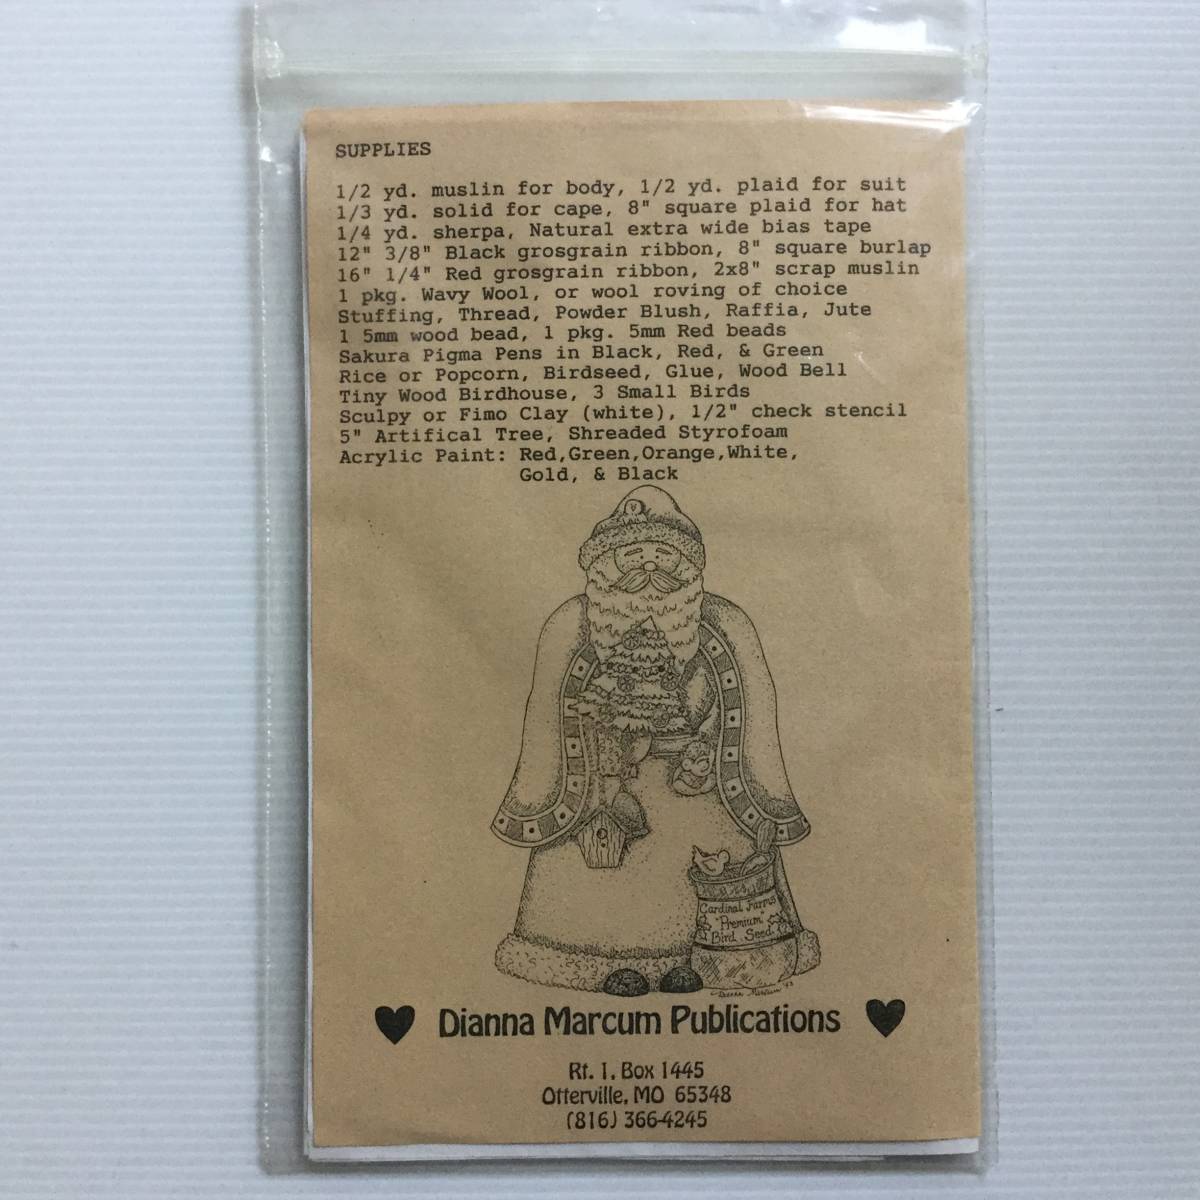 SUPPLIES
1/2 yd. muslin for body, 1/2 yd. plaid for suit
1/3 yd. solid for cape, 8" square plaid for hat
1/4 yd. sherpa, Natural extra wide bias tape
12" 3/8" Black grosgrain ribbon, 8" square burlap
16" 1/4" Red grosgrain ribbon, 2x8" scrap muslin
1 pkg. Wavy Wool, or wool roving of choice
Stuffing, Thread, Powder Blush, Raffia, Jute
1 5mm wood bead, 1 pkg. 5mm Red beads
Sakura Pigma Pens in Black, Red, & Green
Rice or Popcorn, Birdseed, Glue, Wood Bell
Tiny Wood Birdhouse, 3 Small Birds
Sculpy or Fimo Clay (white), 1/2" check stencil
5" Artifical Tree, Shreaded Styrofoam
Acrylic Paint: Red,Green,Orange,White,
Gold, & Black
Cardinal Farms
"Premium"
Bird Seed
Dianna Marcum '93
Dianna Marcum Publications
Rt. 1, Box 1445
Otterville, MO 65348
(816) 366-4245